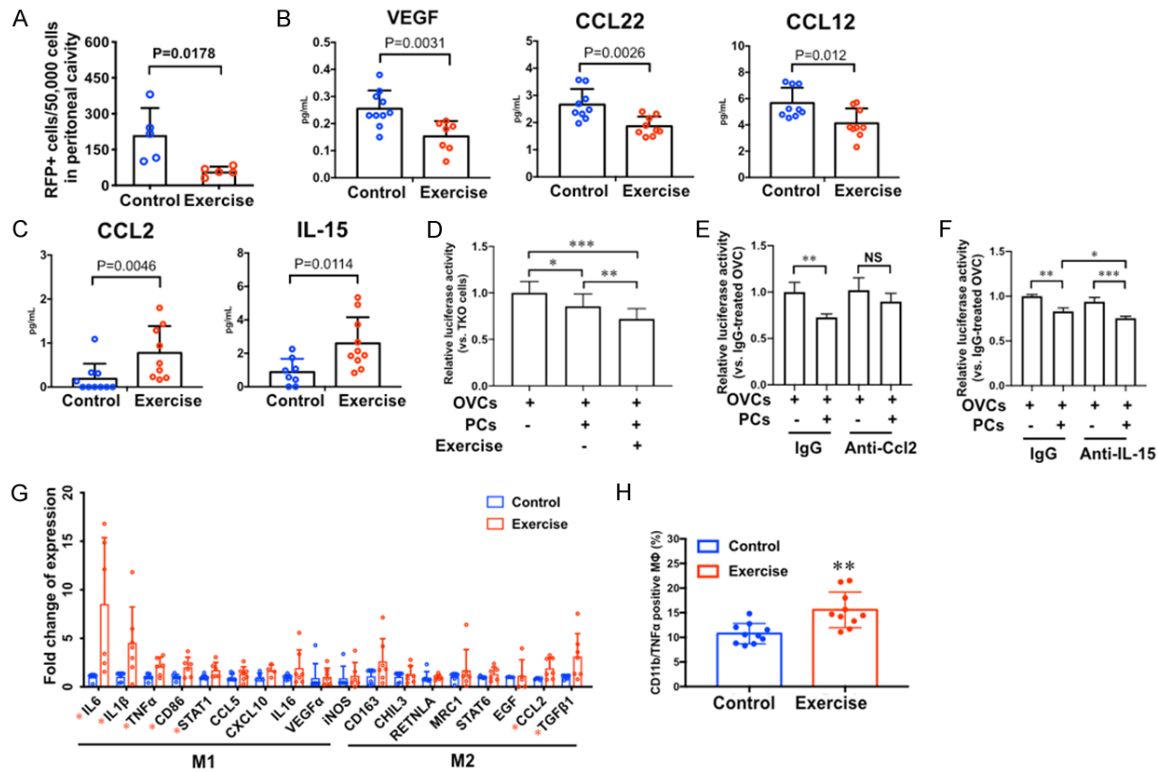 A
RFP+ cells/50,000 cells
in peritoneal caivity
600
450
300
150
0
P=0.0178
Control Exercise
B
VEGF
pg/mL
0.5
0.4
0.3
0.2
0.1
0.0
P=0.0031
Control Exercise
CCL22
pg/mL
5
4
3
2
1
0
P=0.0026
Control Exercise
CCL12
pg/mL
10
8
6
4
2
0
P=0.012
Control Exercise
C
CCL2
pg/mL
3
2
1
0
P=0.0046
Control Exercise
IL-15
pg/mL
8
6
4
2
0
P=0.0114
Control Exercise
D
Relative luciferase activity
(vs. TKO cells)
1.5
1.0
0.5
0.0
***
* **
OVCs + + +
PCs - + +
Exercise - +
E
Relative luciferase activity
(vs. IgG-treated OVC)
1.5
1.0
0.5
0.0
** NS
OVCs + + + +
PCs - + - +
IgG Anti-Ccl2
F
Relative luciferase activity
(vs. IgG-treated OVC)
1.5
1.0
0.5
0.0
*
** ***
OVCs + + + +
PCs - + - +
IgG Anti-IL-15
G
Fold change of expression
20
15
10
5
0
Control
Exercise
* IL6
* IL1β
* TNFα
* CD86
* STAT1
CCL5
CXCL10
IL16
VEGFα
iNOS
CD163
CHIL3
RETNLA
MRC1
STAT6
EGF
* CCL2
* TGFβ1
M1 M2
H
CD11b/TNFα positive MΦ (%)
35
30
25
20
15
10
5
0
Control
Exercise
**
Control Exercise